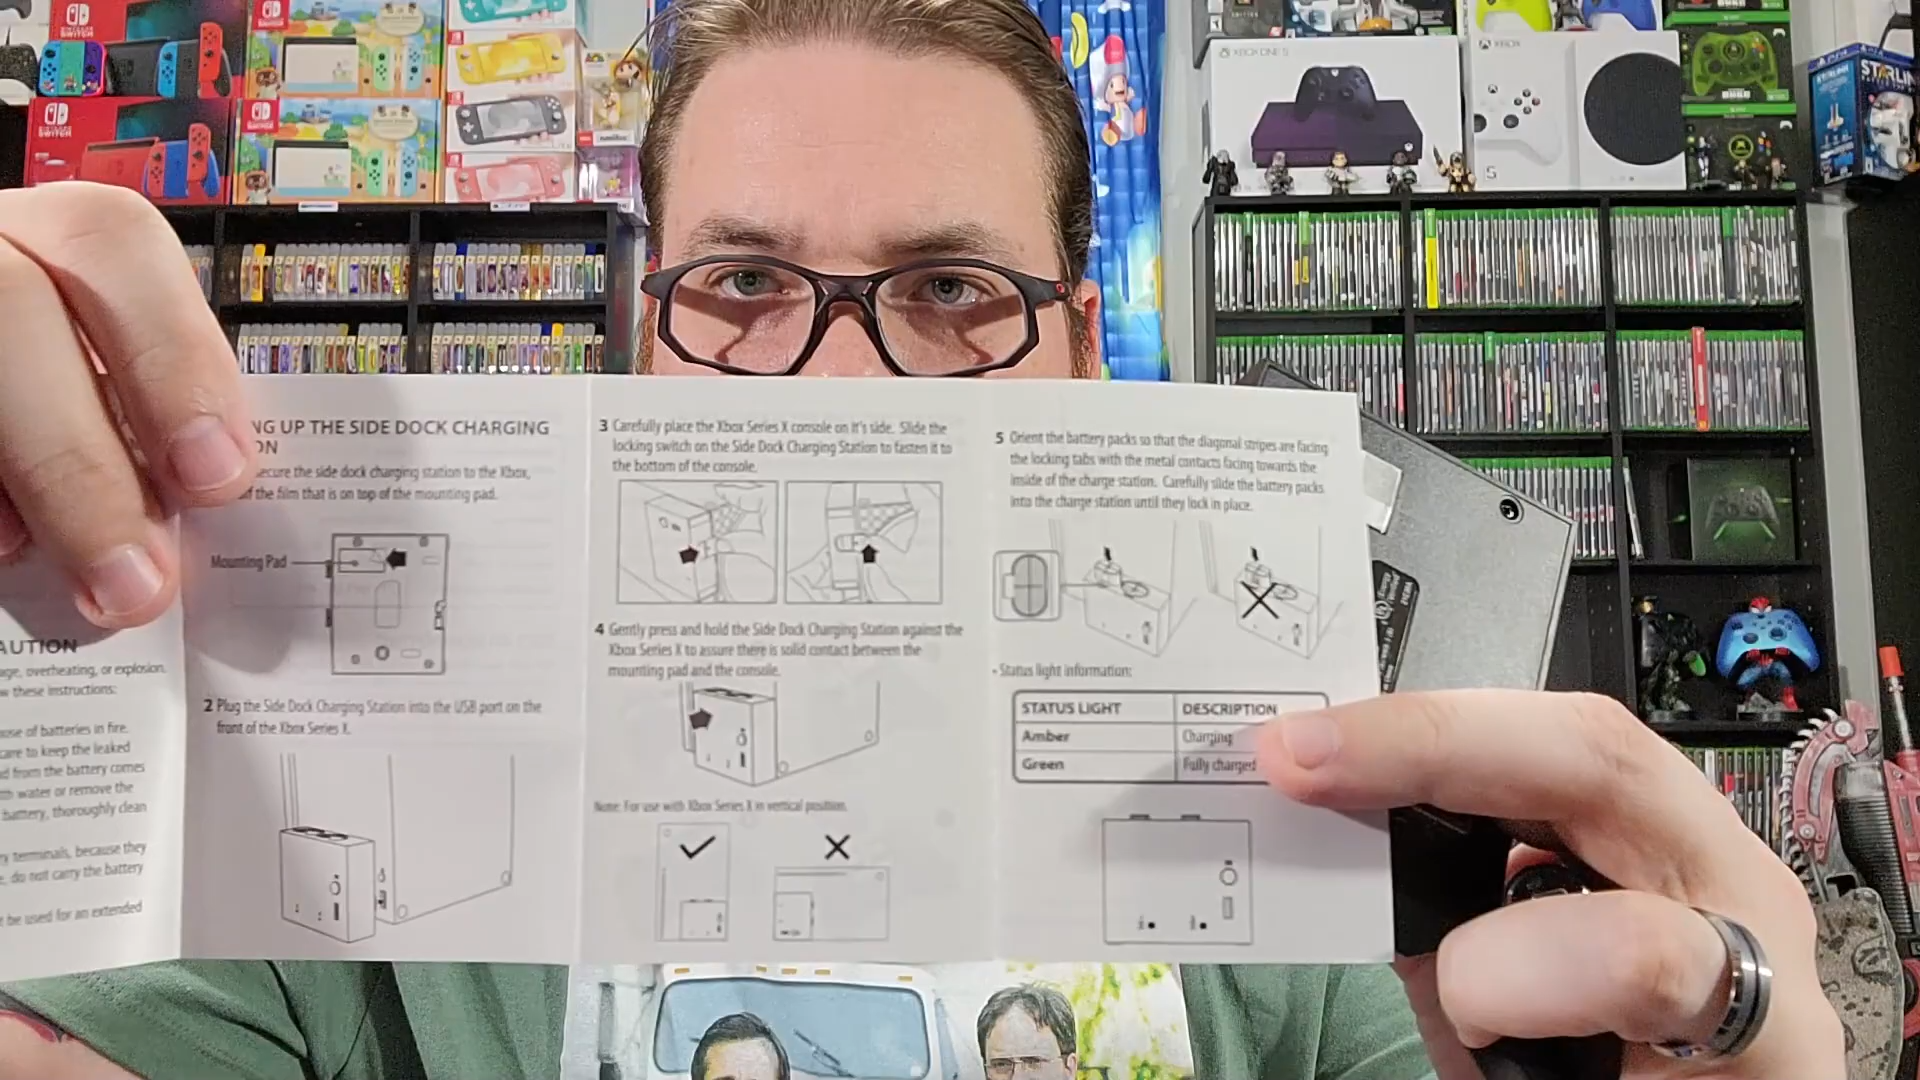 NINTENDO
SWITCH
XBOX ONE S
XBOX
S
STARLIN
NG UP THE SIDE DOCK CHARGING
ON
ecure the side dock charging station to the Xbox,
f the film that is on top of the mounting pad.
Mounting Pad
2 Plug the Side Dock Charging Station into the USB port on the
front of the Xbox Series X.
3 Carefully place the Xbox Series X console on it's side. Slide the
locking switch on the Side Dock Charging Station to fasten it to
the bottom of the console.
4 Gently press and hold the Side Dock Charging Station against the
Xbox Series X to assure there is solid contact between the
mounting pad and the console.
Note: For use with Xbox Series X in vertical position.
5 Orient the battery packs so that the diagonal stripes are facing
the locking tabs with the metal contacts facing towards the
inside of the charge station. Carefully slide the battery packs
into the charge station until they lock in place.
• Status light information:
STATUS LIGHT DESCRIPTION
Amber Charging
Green Fully charged
AUTION
age, overheating, or explosion.
w these instructions:
ose of batteries in fire.
care to keep the leaked
d from the battery comes
th water or remove the
battery, thoroughly clean
ry terminals, because they
e, do not carry the battery
t be used for an extended